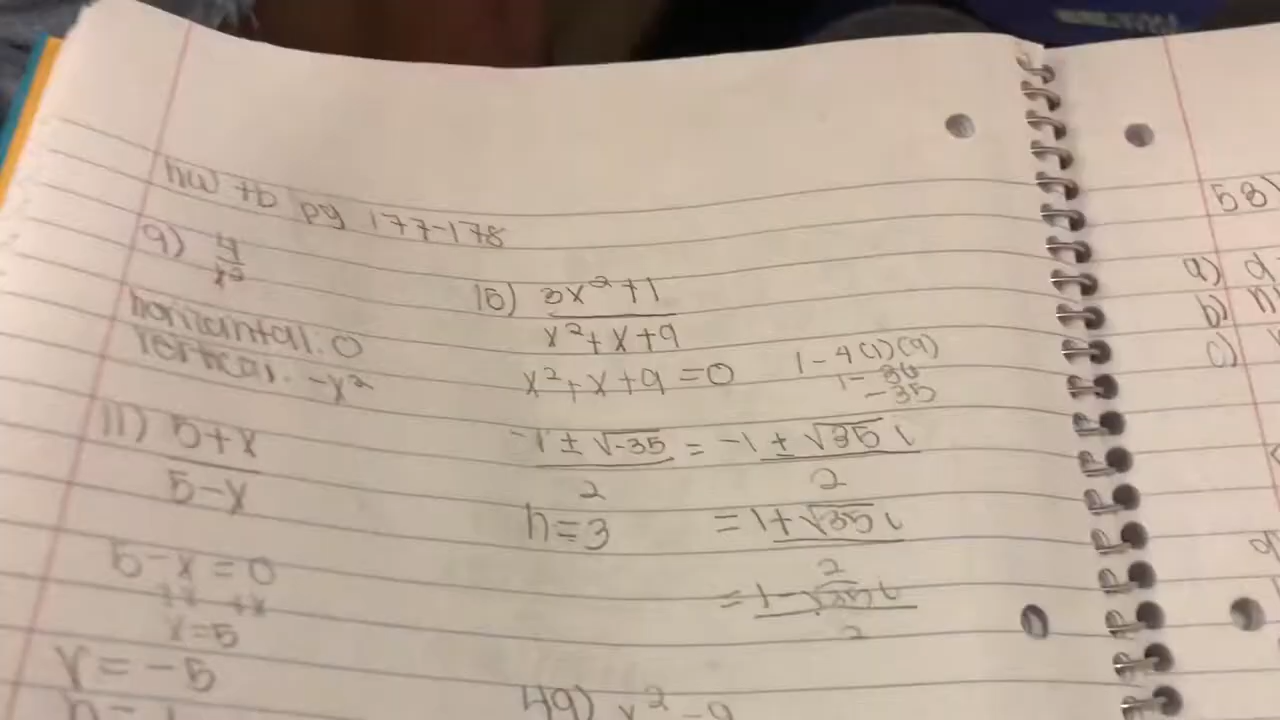 hw tb pg 177-178
9) 4
x²
horizontal: 0
vertical: -x²
11) 5+x
5-x
5-x=0
+x +x
x=5
v=-5
15) 3x²+1
x²+x+9
x²+x+9=0
1-4(1)(9)
1-36
-35
-1±√-35 = -1±√35 i
2 2
h=3 =1+√35 i
2
=1-√35 i
2
49) x²-9
58)
a)
b)
c)